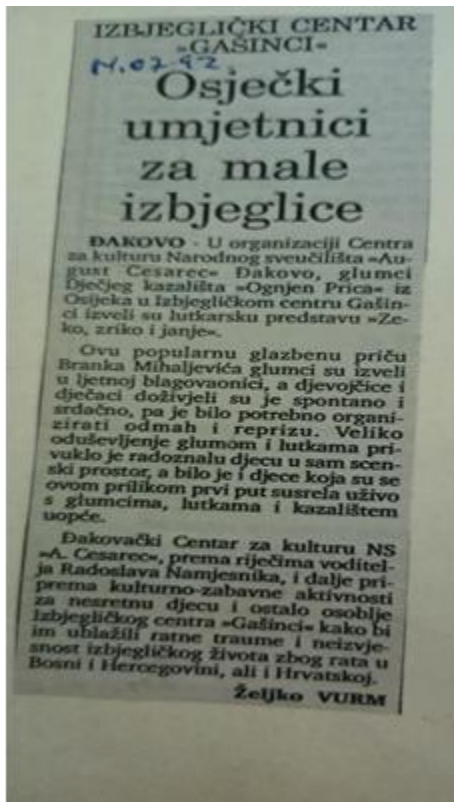 IZBJEGLIČKI CENTAR
»GAŠINCI«
07 92
Osječki
umjetnici
za male
izbjeglice
ĐAKOVO - U organizaciji Centra
za kulturu Narodnog sveučilišta »Au-
gust Cesarec« Đakovo, glumci
Dječjeg kazališta »Ognjen Prica« iz
Osijeka u Izbjegličkom centru Gašin-
ci izveli su lutkarsku predstavu »Ze-
ko, zriko i janje«.
Ovu popularnu glazbenu priču
Branka Mihaljevića glumci su izveli
u ljetnoj blagovaonici, a djevojčice i
dječaci doživjeli su je spontano i
srdačno, pa je bilo potrebno organi-
zirati odmah i reprizu. Veliko
oduševljenje glumom i lutkama pri-
vuklo je radoznalu djecu u sam scen-
ski prostor, a bilo je i djece koja su se
ovom prilikom prvi put susrela uživo
s glumcima, lutkama i kazalištem
uopće.
Đakovački Centar za kulturu NS
»A. Cesarec«, prema riječima voditel-
ja Radoslava Namjesnika, i dalje pri-
prema kulturno-zabavne aktivnosti
za nesretnu djecu i ostalo osoblje
Izbjegličkog centra »Gašinci« kako bi
im ublažili ratne traume i neizvje-
snost izbjegličkog života zbog rata u
Bosni i Hercegovini, ali i Hrvatskoj.
Željko VURM